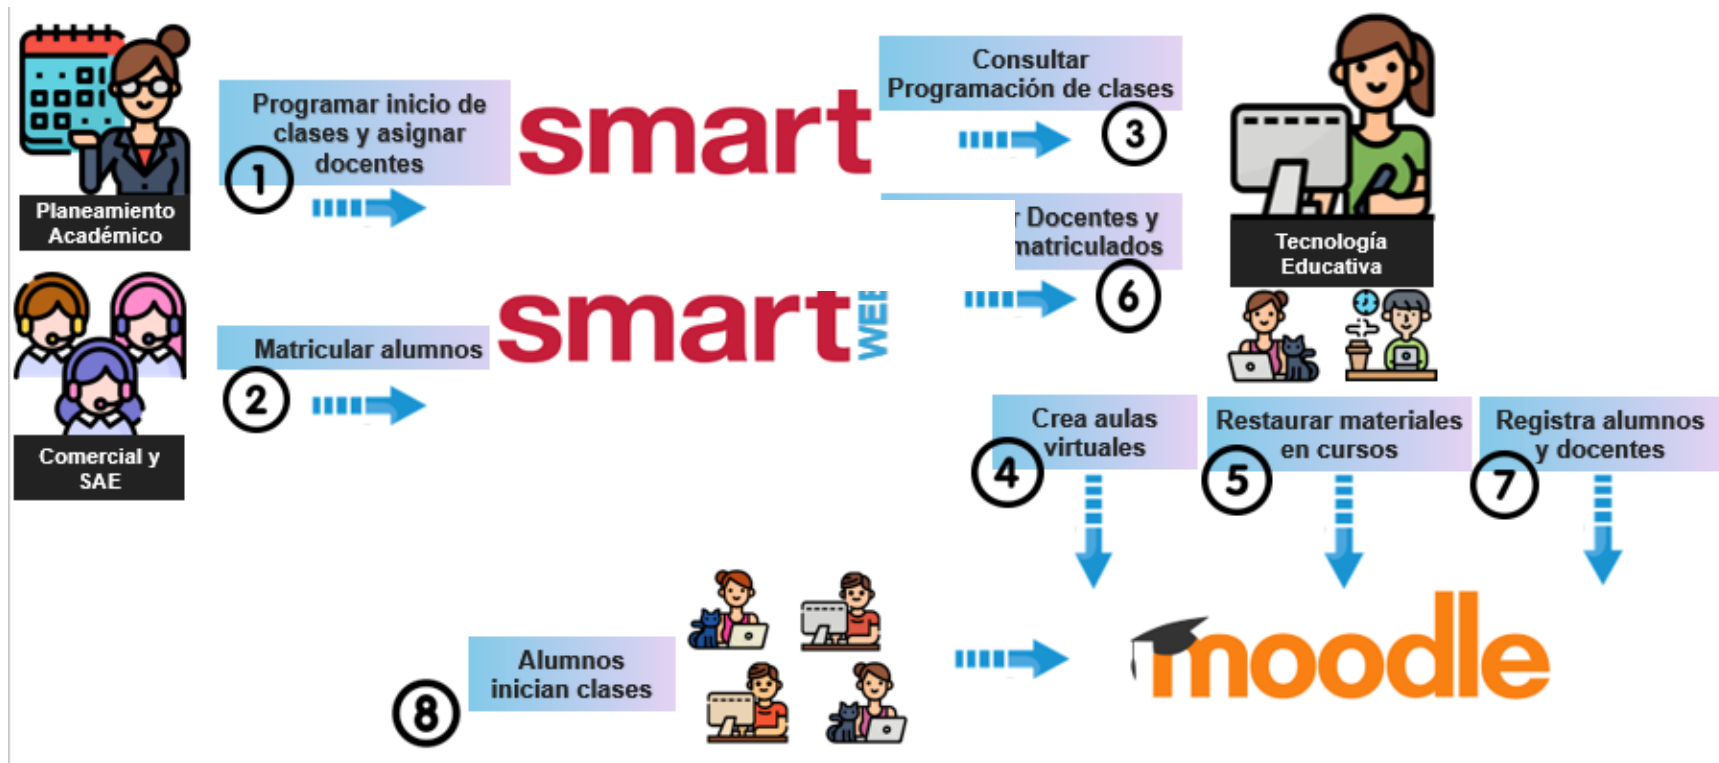 Programar inicio de
clases y asignar
docentes
1
Planeamiento
Académico
smart
Consultar
Programación de clases
3
Docentes y
matriculados
6
Tecnología
Educativa
Matricular alumnos
2
Comercial y
SAE
smart
Crea aulas
virtuales
4
Restaurar materiales
en cursos
5
Registra alumnos
y docentes
7
Alumnos
inician clases
8
moodle